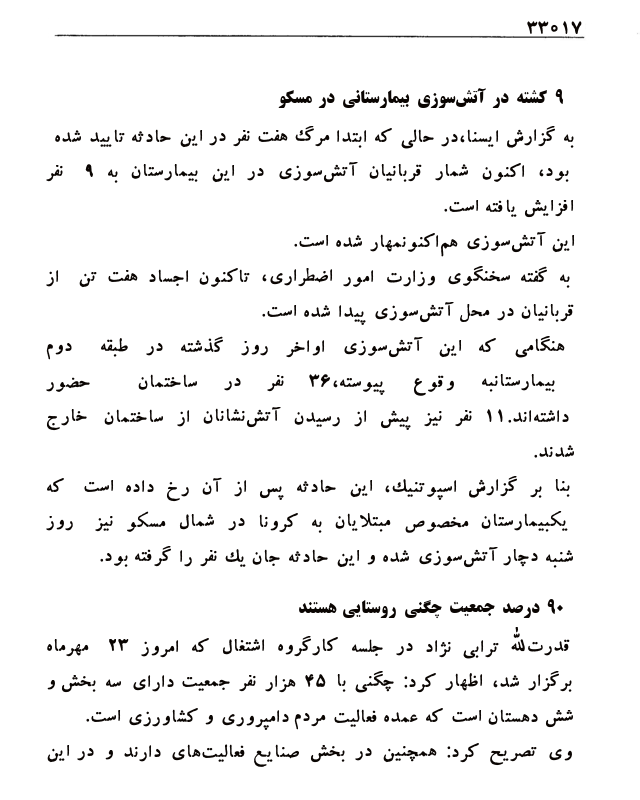 ۳۳۰۱۷
۹ کشته در آتش‌سوزی بیمارستانی در مسکو
به گزارش ایسنا،در حالی که ابتدا مرگ هفت نفر در این حادثه تایید شده
بود، اکنون شمار قربانیان آتش‌سوزی در این بیمارستان به ۹ نفر
افزایش یافته است.
این آتش‌سوزی هم‌اکنونمهار شده است.
به گفته سخنگوی وزارت امور اضطراری، تاکنون اجساد هفت تن از
قربانیان در محل آتش‌سوزی پیدا شده است.
هنگامی که این آتش‌سوزی اواخر روز گذشته در طبقه دوم
بیمارستانبه وقوع پیوسته،۳۶ نفر در ساختمان حضور
داشته‌اند.۱۱ نفر نیز پیش از رسیدن آتش‌نشانان از ساختمان خارج
شدند.
بنا بر گزارش اسپوتنیك، این حادثه پس از آن رخ داده است که
یکبیمارستان مخصوص مبتلایان به کرونا در شمال مسکو نیز روز
شنبه دچار آتش‌سوزی شده و این حادثه جان یك نفر را گرفته بود.
۹۰ درصد جمعیت چگنی روستایی هستند
قدرت‌الله ترابی نژاد در جلسه کارگروه اشتغال که امروز ۲۳ مهرماه
برگزار شد، اظهار کرد: چگنی با ۴۵ هزار نفر جمعیت دارای سه بخش و
شش دهستان است که عمده فعالیت مردم دامپروری و کشاورزی است.
وی تصریح کرد: همچنین در بخش صنایع فعالیت‌های دارند و در این